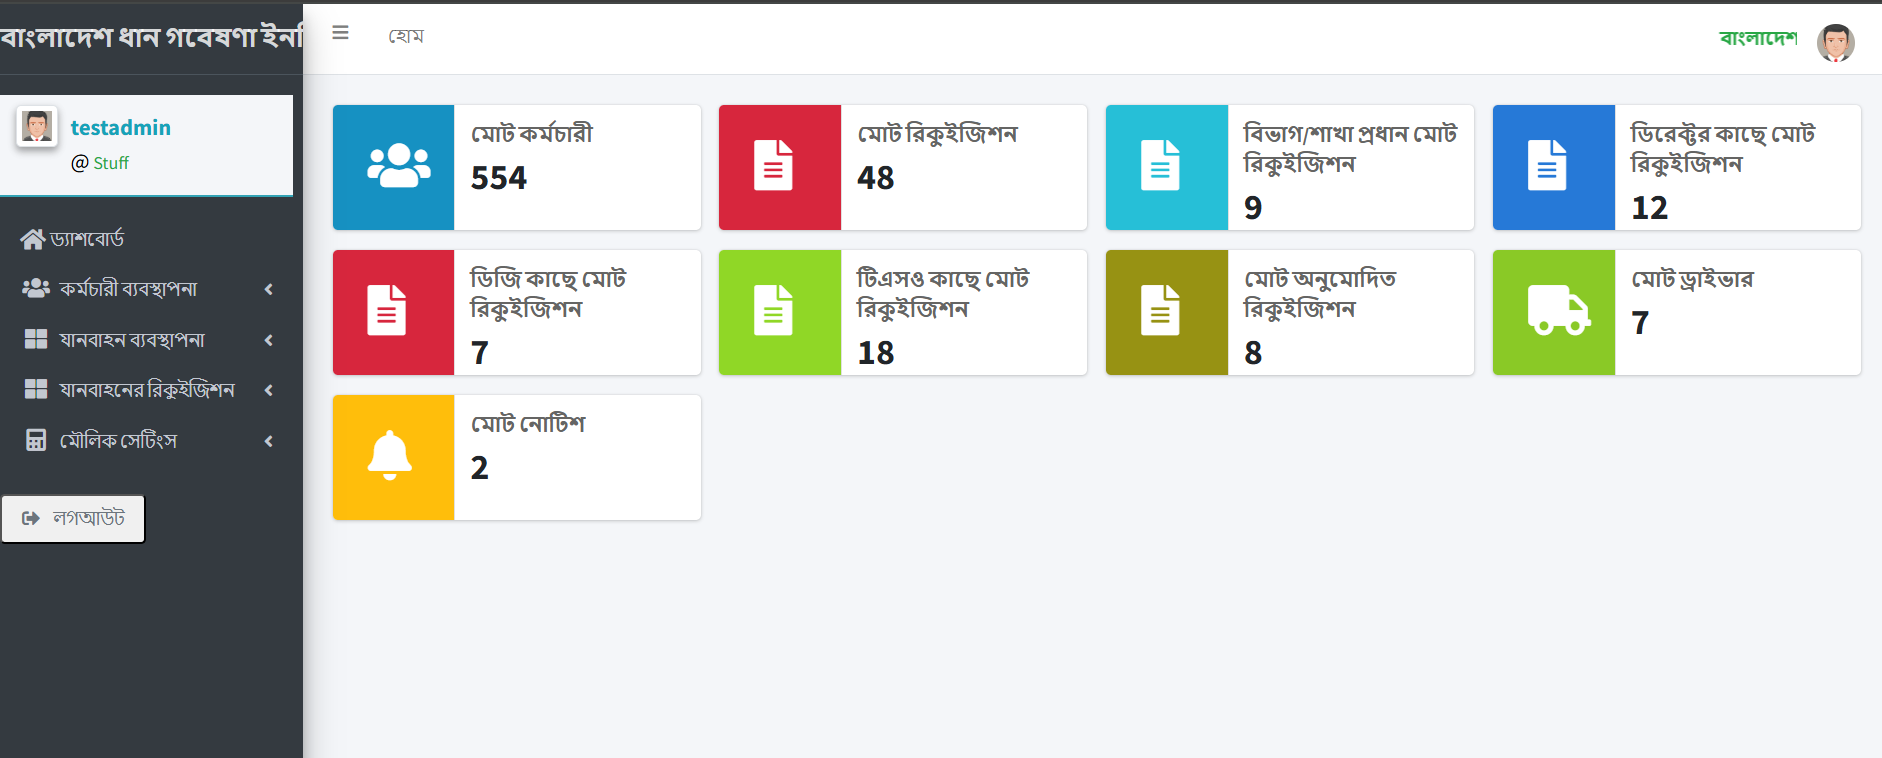 বাংলাদেশ ধান গবেষণা
হোম
বাংলাদেশ
testadmin
@ Stuff
ড্যাশবোর্ড
কর্মচারী ব্যবস্থাপনা
যানবাহন ব্যবস্থাপনা
যানবাহনের রিকুইজিশন
মৌলিক সেটিংস
লগআউট
মোট কর্মচারী
554
মোট রিকুইজিশন
48
বিভাগ/শাখা প্রধান মোট
রিকুইজিশন
9
ডিরেক্টর কাছে মোট
রিকুইজিশন
12
ডিজি কাছে মোট
রিকুইজিশন
7
টিএসও কাছে মোট
রিকুইজিশন
18
মোট অনুমোদিত
রিকুইজিশন
8
মোট ড্রাইভার
7
মোট নোটিশ
2